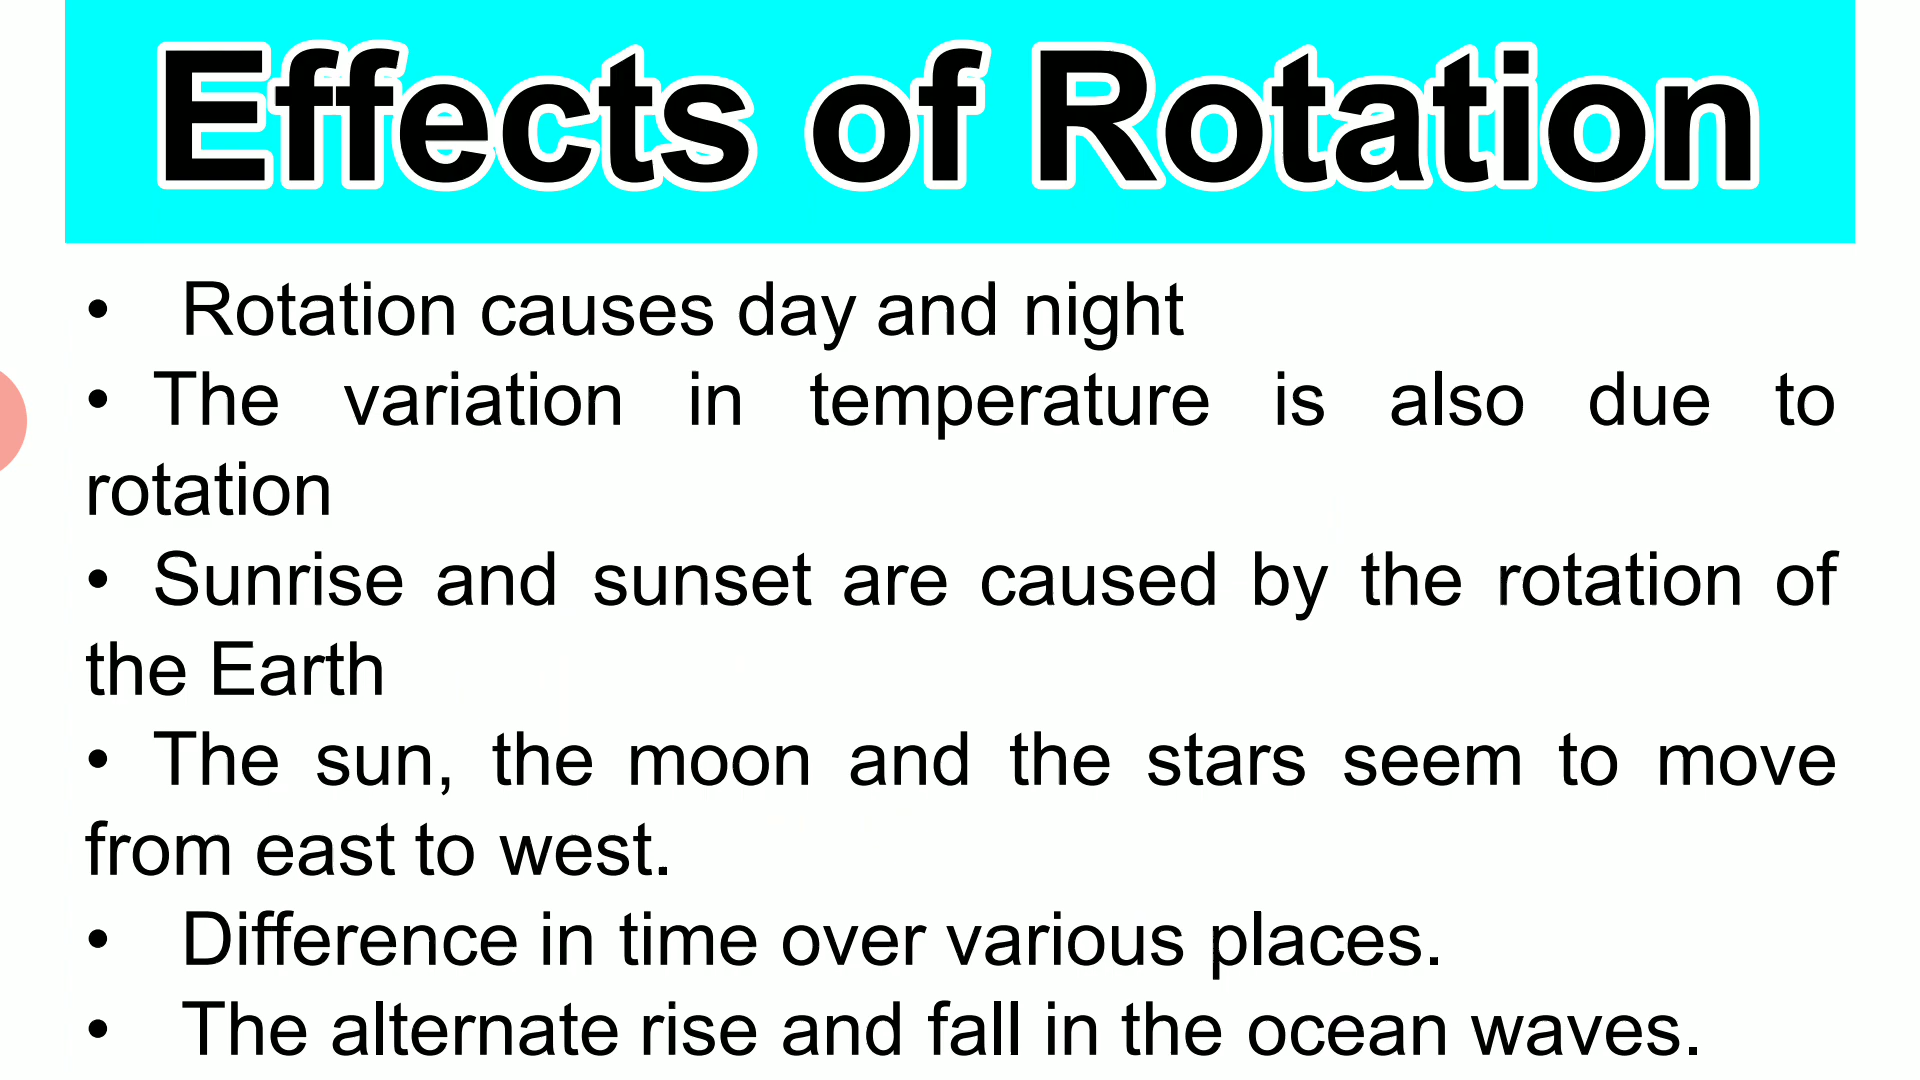 Effects of Rotation
• Rotation causes day and night
• The variation in temperature is also due to
rotation
• Sunrise and sunset are caused by the rotation of
the Earth
• The sun, the moon and the stars seem to move
from east to west.
• Difference in time over various places.
• The alternate rise and fall in the ocean waves.